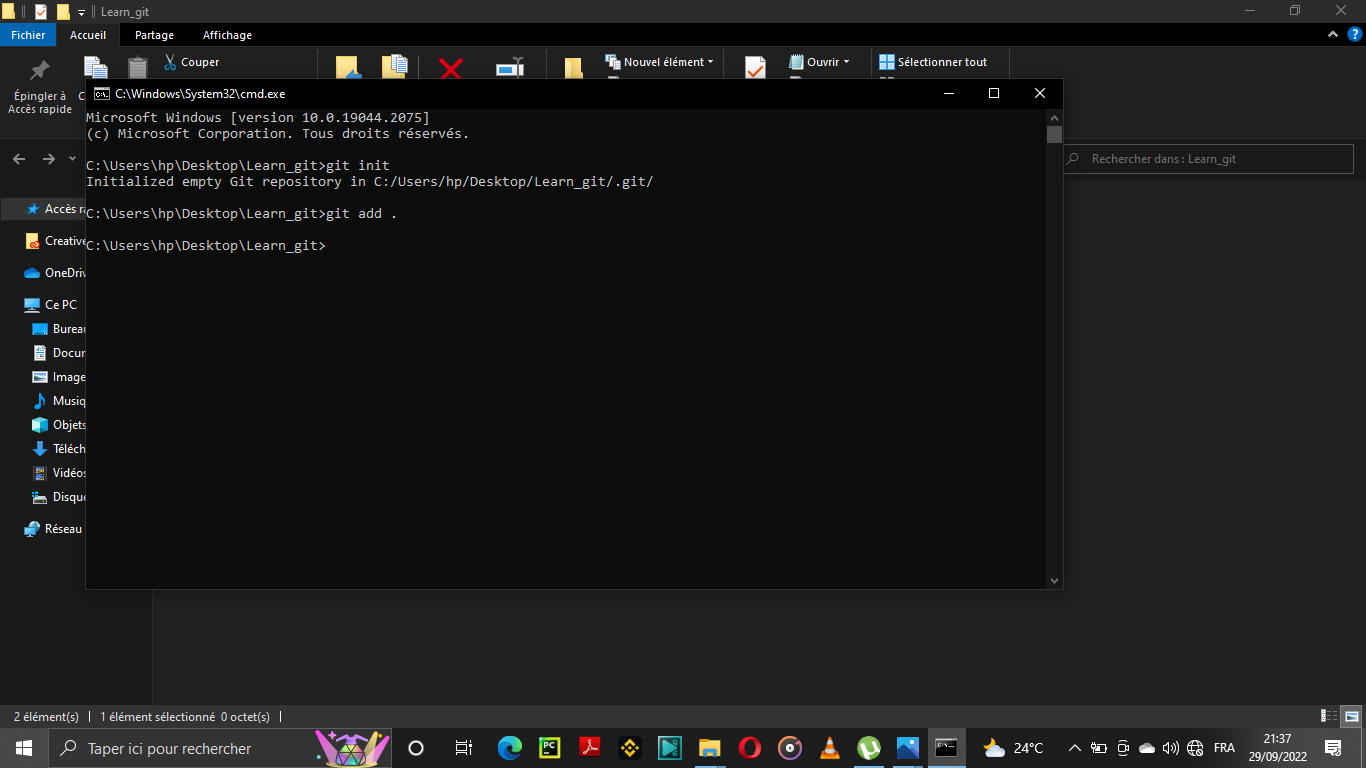 Learn_git
Fichier Accueil Partage Affichage
Épingler à
Accès rapide
Couper
Nouvel élément
Ouvrir
Sélectionner tout
C:\Windows\System32\cmd.exe
Microsoft Windows [version 10.0.19044.2075]
(c) Microsoft Corporation. Tous droits réservés.
C:\Users\hp\Desktop\Learn_git>git init
Initialized empty Git repository in C:/Users/hp/Desktop/Learn_git/.git/
C:\Users\hp\Desktop\Learn_git>git add .
C:\Users\hp\Desktop\Learn_git>
Rechercher dans : Learn_git
Accès ra
Creative
OneDriv
Ce PC
Bureau
Docur
Image
Musiq
Objets
Téléch
Vidéos
Disque
Réseau
2 élément(s) 1 élément sélectionné 0 octet(s)
Taper ici pour rechercher
PC
24°C
FRA
21:37
29/09/2022